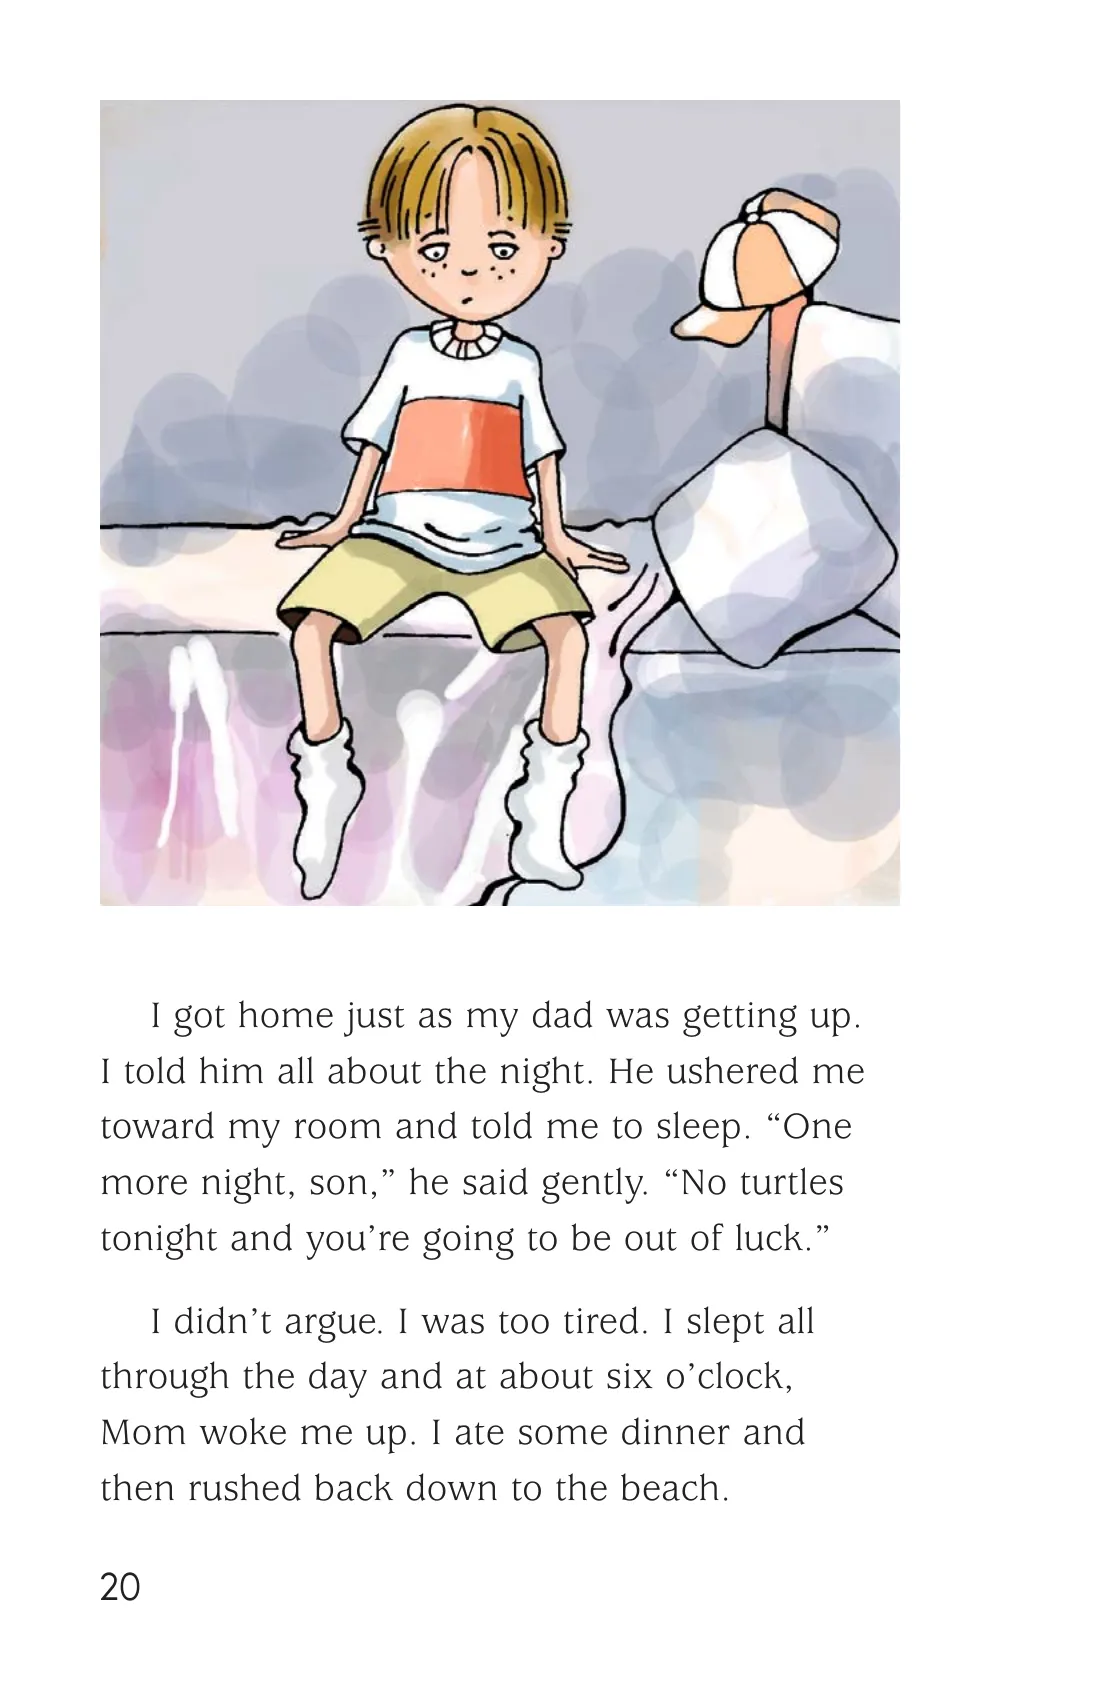 I got home just as my dad was getting up.
I told him all about the night. He ushered me
toward my room and told me to sleep. “One
more night, son,” he said gently. “No turtles
tonight and you’re going to be out of luck.”
I didn’t argue. I was too tired. I slept all
through the day and at about six o’clock,
Mom woke me up. I ate some dinner and
then rushed back down to the beach.
20